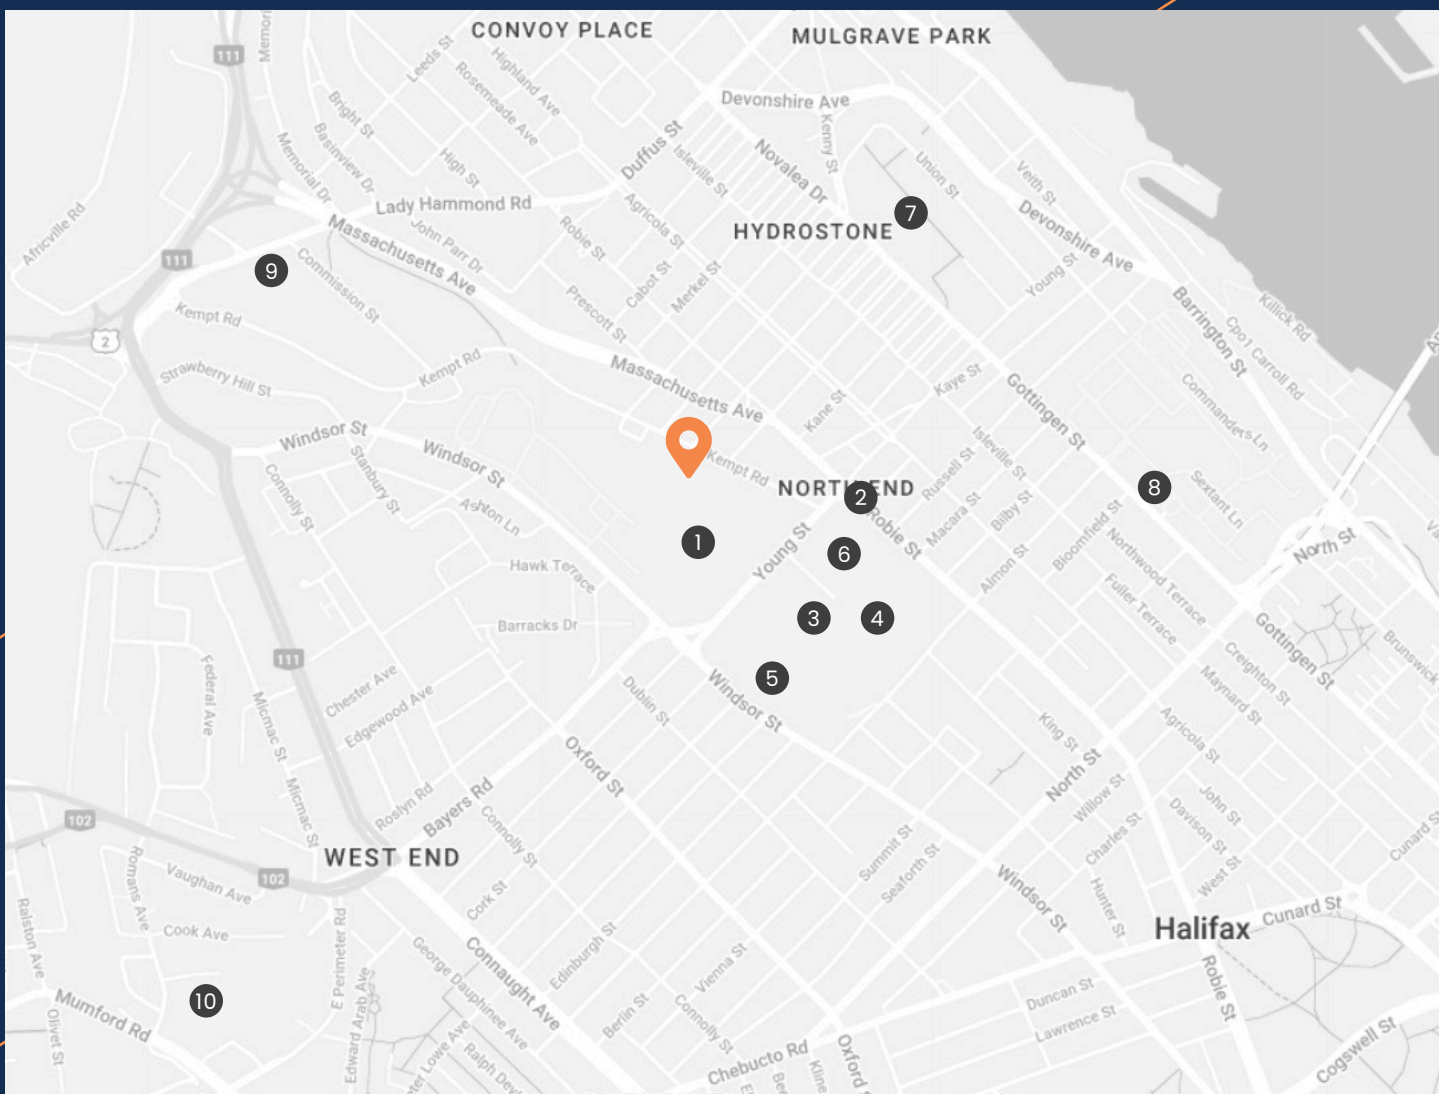 CONVOY PLACE
MULGRAVE PARK
111
Leeds St
Highland Ave
Rosemeade Ave
Devonshire Ave
Bright St
Basinview Dr
Memorial Dr
High St
Duffus St
Isleville St
Novalea Dr
Kenny St
Union St
Veith St
Africville Rd
Lady Hammond Rd
Agricola St
7
HYDROSTONE
Devonshire Ave
111
9
Massachusetts Ave
John Parr Dr
Robie St
Commission St
Cabot St
Merkel St
Young St
Kempt Rd
Prescott St
Barrington St
Killick Rd
Cpo1 Carroll Rd
2
Strawberry Hill St
Kempt Rd
Massachusetts Ave
Kaye St
Kane St
Gottingen St
Commanders Ln
Windsor St
Windsor St
Stanbury St
Connolly St
Kempt Rd
NORTH END
2
Russell St
Isleville St
8
Sextant Ln
Ashton Ln
1
Young St
Robie St
Macara St
Bilby St
Bloomfield St
North St
6
Almon St
Northwood Terrace
Fuller Terrace
Hawk Terrace
Barracks Dr
3
4
Gottingen St
Brunswick
111
5
Creighton St
Maynard St
Federal Ave
Micmac St
Chester Ave
Edgewood Ave
Dublin St
Windsor St
King St
Agricola St
Oxford St
North St
Micmac St
Roslyn Rd
Bayers Rd
Connolly St
Willow St
John St
Davison St
102
WEST END
Charles St
West St
Cunard St
Summit St
Seaforth St
102
Vaughan Ave
Romans Ave
Cork St
Windsor St
Hunter St
Ralston Ave
Cook Ave
E Perimeter Rd
George Dauphinee Ave
Connaught Ave
Edinburgh St
Vienna St
Halifax
Cunard St
10
Mumford Rd
Olivet St
Edward Arab Ave
Berlin St
Connolly St
Duncan St
Lawrence St
Robie St
Cogswell St
Chebucto Rd
Oxford S
Kline